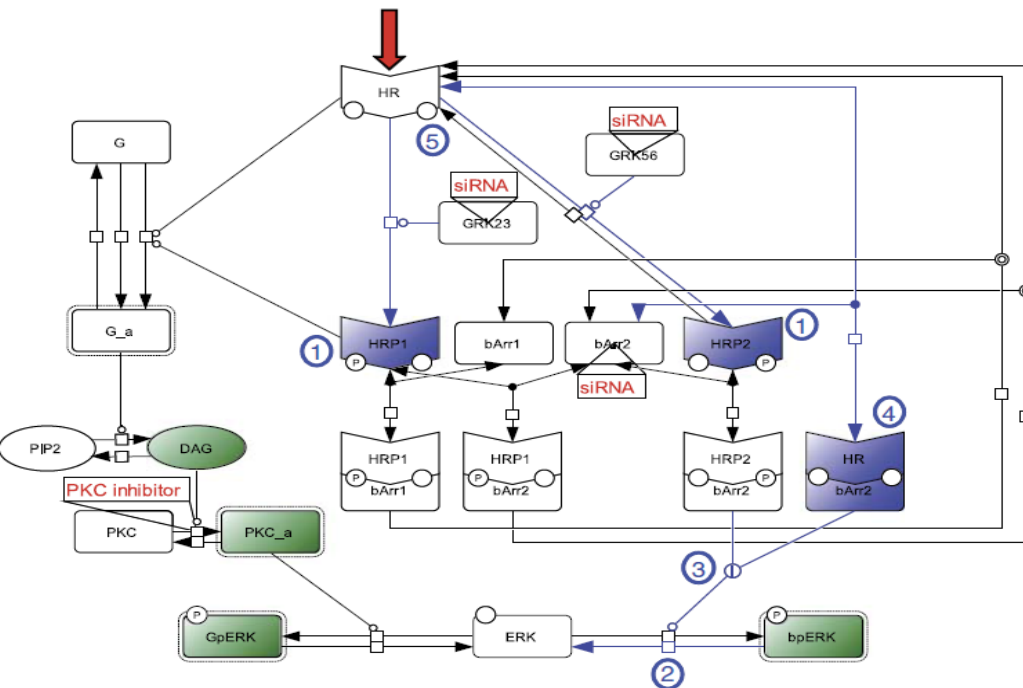 HR
siRNA
5
GRK56
G
siRNA
GRK23
G_a
1
HRP1
P
bArr1
bArr2
siRNA
HRP2
P
1
4
PIP2
DAG
HRP1
P
bArr1
HRP1
P
bArr2
HRP2
P
bArr2
HR
bArr2
PKC inhibitor
PKC
PKC_a
3
P
GpERK
ERK
P
bpERK
2